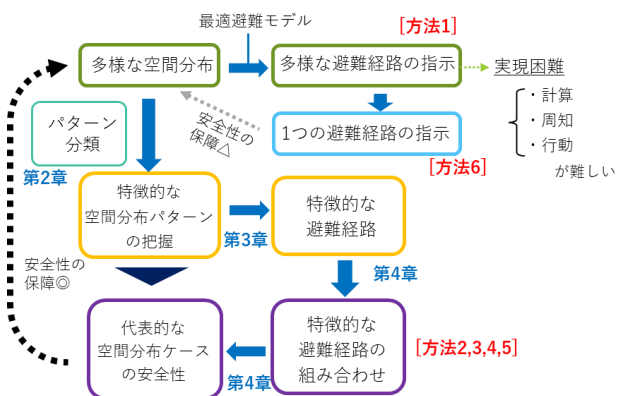 最適避難モデル
[方法1]
多様な空間分布
多様な避難経路の指示
実現困難
・計算
・周知
・行動
が難しい
パターン
分類
安全性の
保障△
1つの避難経路の指示
[方法6]
第2章
特徴的な
空間分布パターン
の把握
第3章
特徴的な
避難経路
安全性の
保障◎
第4章
代表的な
空間分布ケース
の安全性
第4章
特徴的な
避難経路の
組み合わせ
[方法2,3,4,5]